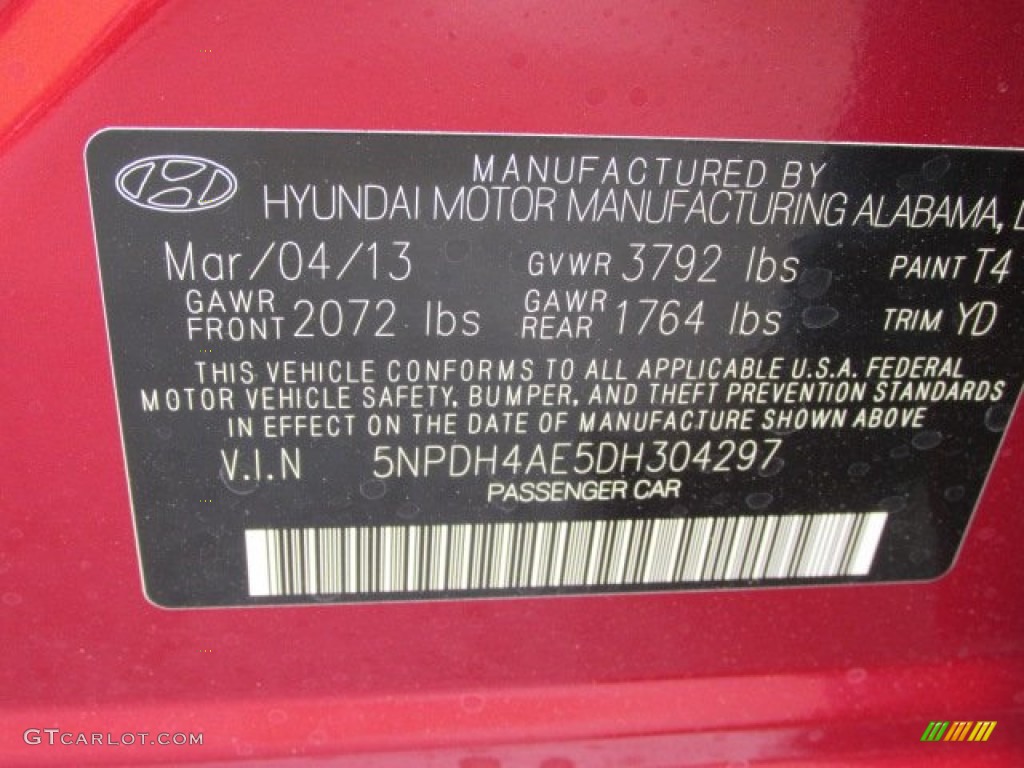 MANUFACTURED BY
HYUNDAI MOTOR MANUFACTURING ALABAMA,
Mar/04/13 GVWR 3792 lbs PAINT T4
GAWR FRONT 2072 lbs GAWR REAR 1764 lbs TRIM YD
THIS VEHICLE CONFORMS TO ALL APPLICABLE U.S.A. FEDERAL
MOTOR VEHICLE SAFETY, BUMPER, AND THEFT PREVENTION STANDARDS
IN EFFECT ON THE DATE OF MANUFACTURE SHOWN ABOVE
V.I.N 5NPDH4AE5DH304297
PASSENGER CAR
GTCARLOT.COM